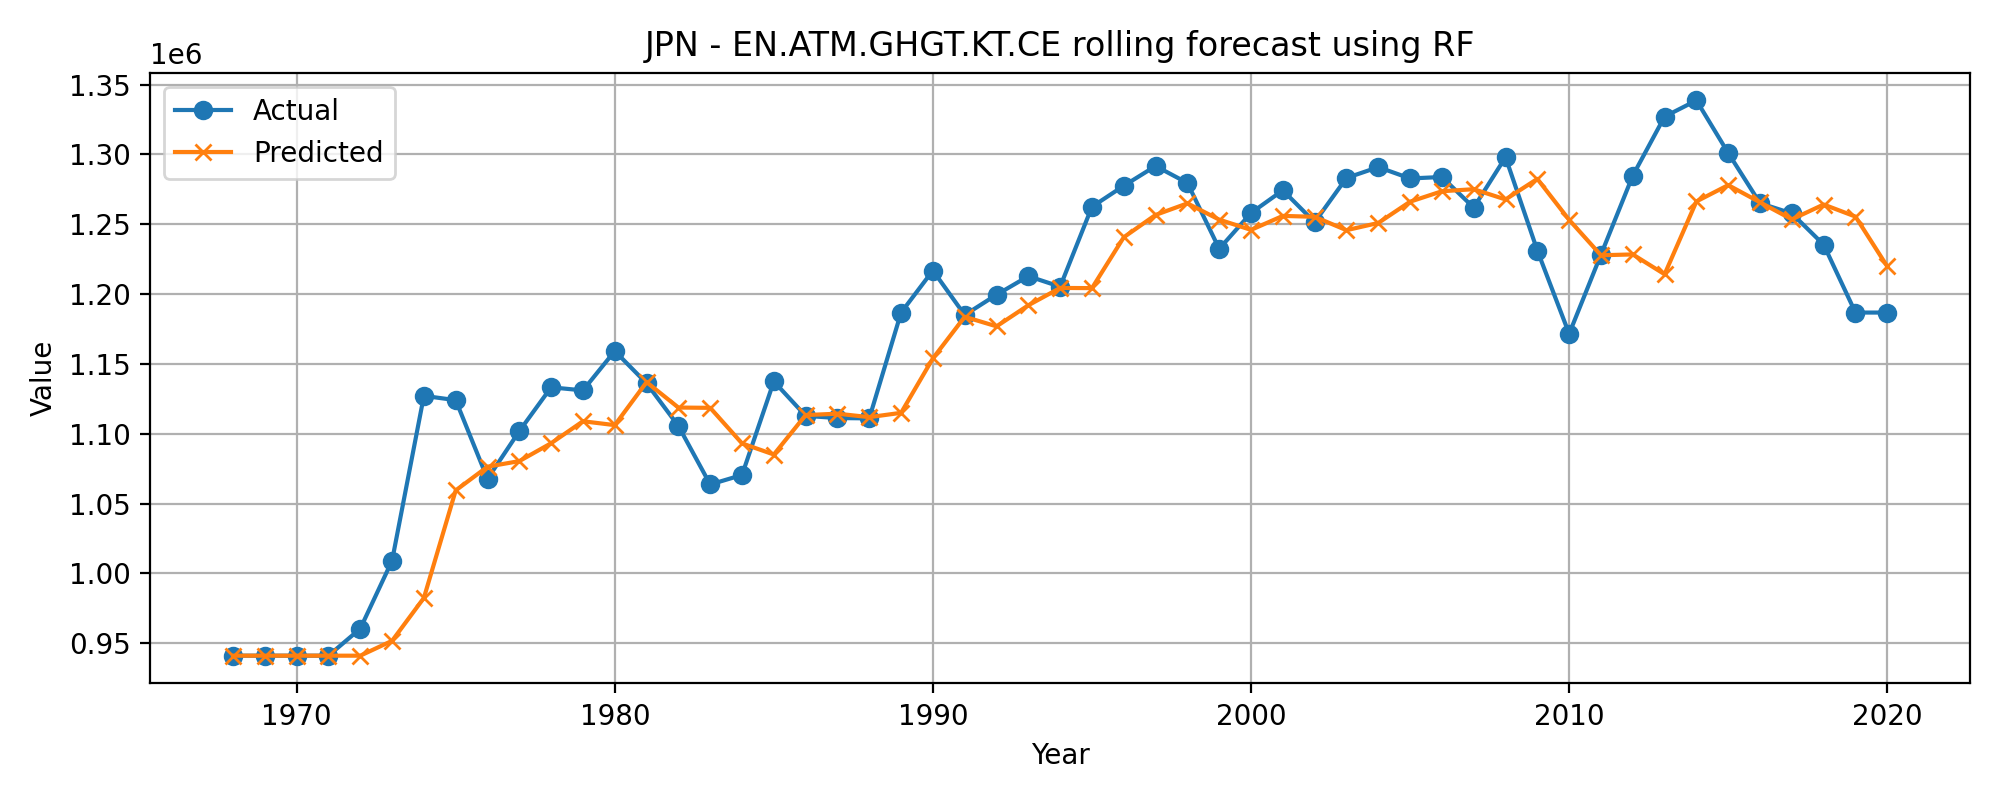 JPN - EN.ATM.GHGT.KT.CE rolling forecast using RF
1e6
1.35
1.30
1.25
1.20
1.15
1.10
1.05
1.00
0.95
Value
Actual
Predicted
1970 1980 1990 2000 2010 2020
Year